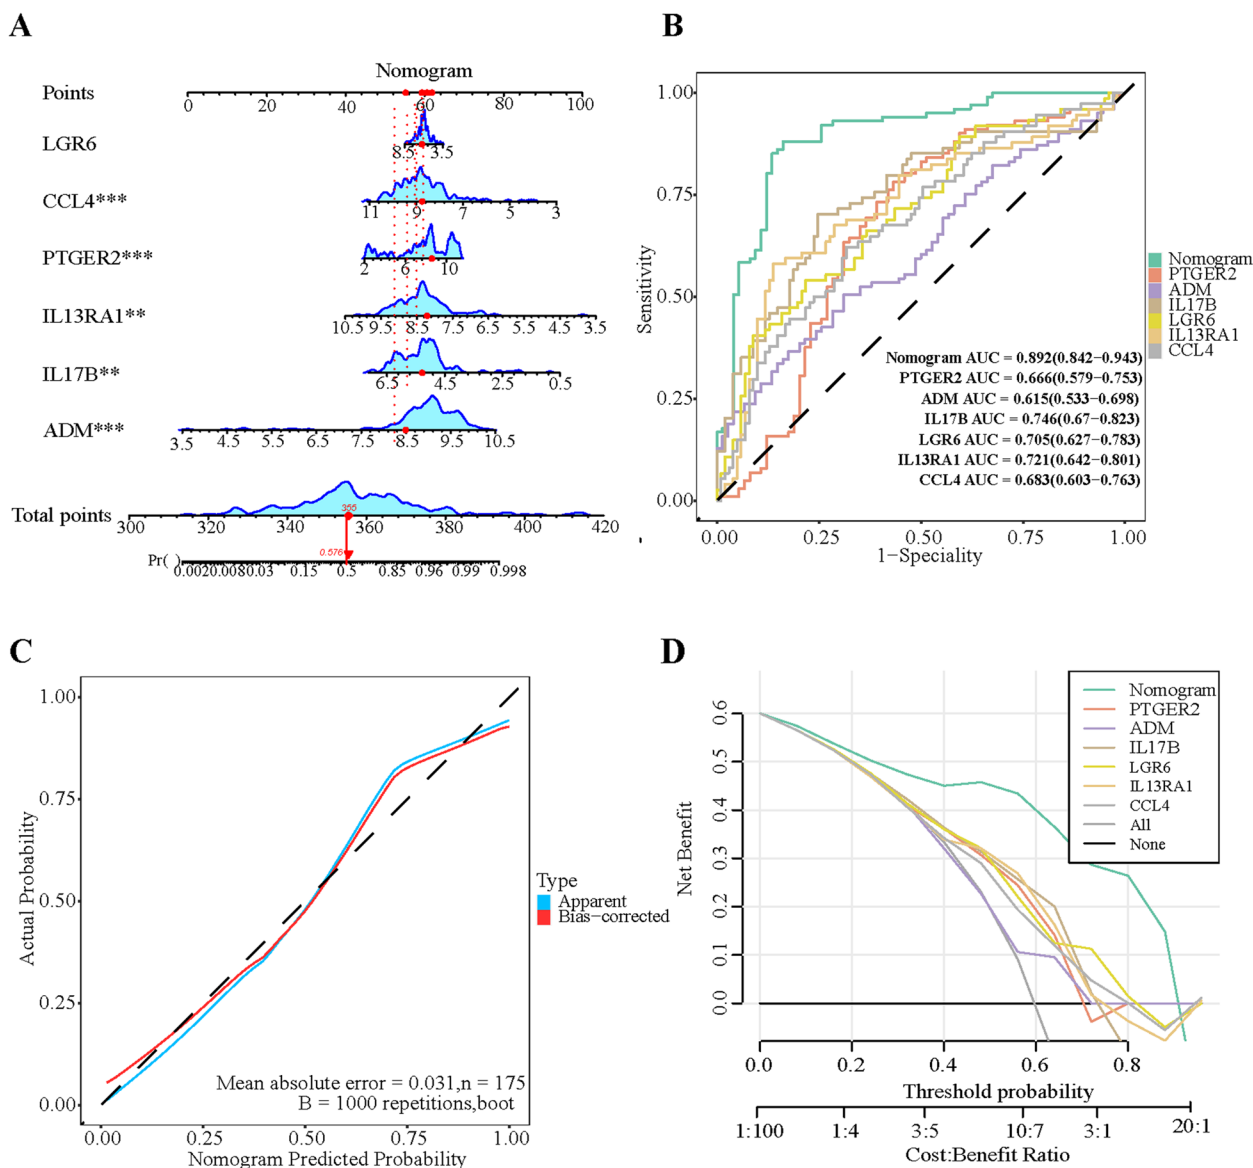 A
Nomogram
Points
0 20 40 60 80 100
LGR6
8.5 3.5
CCL4***
11 9 7 5 3
PTGER2***
2 6 10
IL13RA1**
10.5 9.5 8.5 7.5 6.5 5.5 4.5 3.5
IL17B**
6.5 4.5 2.5 0.5
ADM***
3.5 4.5 5.5 6.5 7.5 8.5 9.5 10.5
Total points
355
300 320 340 360 380 400 420
0.576
Pr( )
0.002 0.008 0.03 0.15 0.5 0.85 0.96 0.99 0.998
B
1.00
0.75
0.50
0.25
0.00
Sensitivity
Nomogram AUC = 0.892(0.842−0.943)
PTGER2 AUC = 0.666(0.579−0.753)
ADM AUC = 0.615(0.533−0.698)
IL17B AUC = 0.746(0.67−0.823)
LGR6 AUC = 0.705(0.627−0.783)
IL13RA1 AUC = 0.721(0.642−0.801)
CCL4 AUC = 0.683(0.603−0.763)
0.00 0.25 0.50 0.75 1.00
1−Speciality
Nomogram
PTGER2
ADM
IL17B
LGR6
IL13RA1
CCL4
C
1.00
0.75
0.50
0.25
0.00
Actual Probability
Mean absolute error = 0.031,n = 175
B = 1000 repetitions,boot
0.00 0.25 0.50 0.75 1.00
Nomogram Predicted Probability
Type
Apparent
Bias−corrected
D
Nomogram
PTGER2
ADM
IL17B
LGR6
IL13RA1
CCL4
All
None
0.6
0.5
0.4
0.3
0.2
0.1
0.0
Net Benefit
0.0 0.2 0.4 0.6 0.8
Threshold probability
1:100 1:4 3:5 10:7 3:1 20:1
Cost:Benefit Ratio